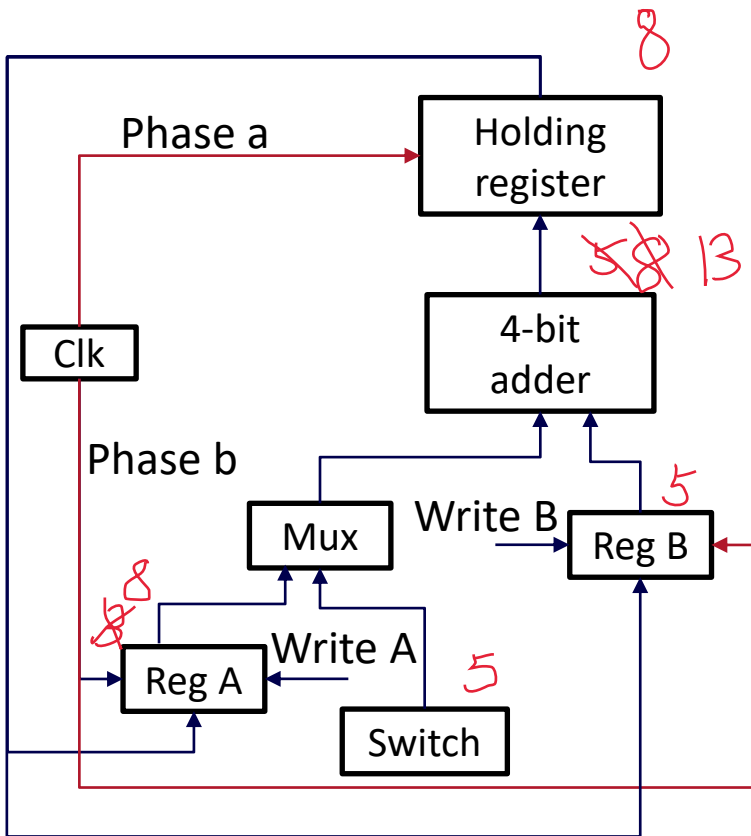 8
Phase a
Holding
register
5 8 13
4-bit
adder
Clk
Phase b
5
Write B
Mux
Reg B
8
Write A
5
Reg A
Switch